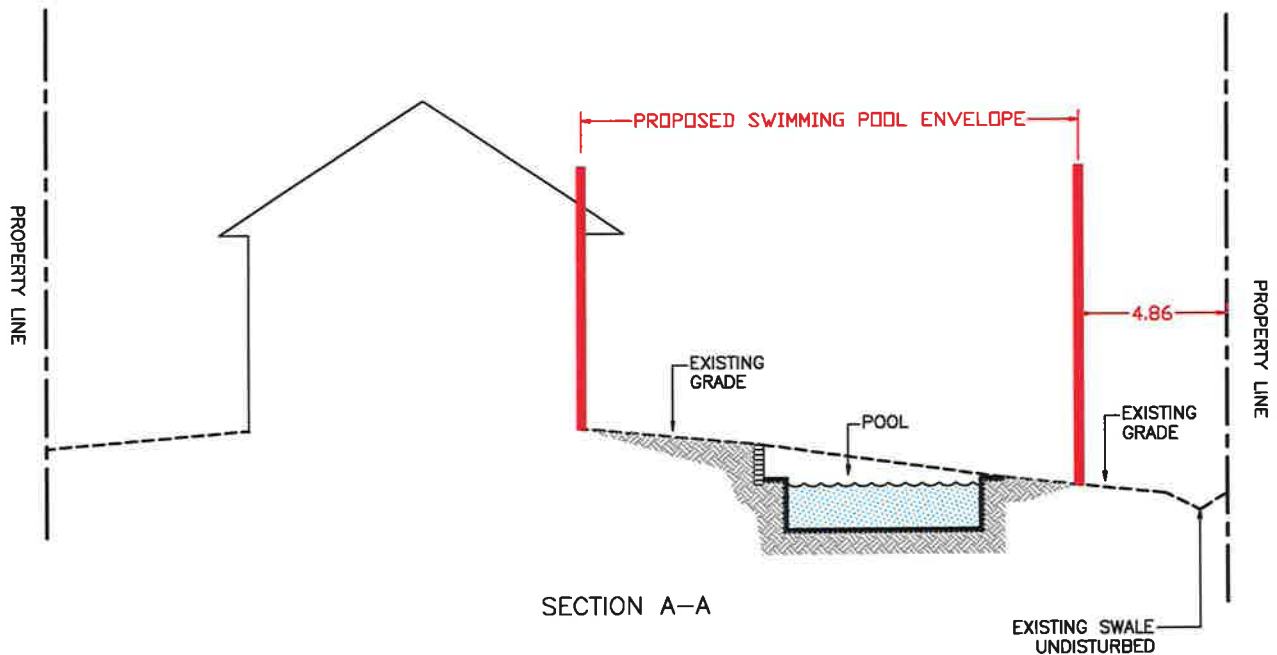 PROPOSED SWIMMING POOL ENVELOPE
PROPERTY LINE
PROPERTY LINE
4.86
EXISTING
GRADE
POOL
EXISTING
GRADE
SECTION A-A
EXISTING SWALE
UNDISTURBED